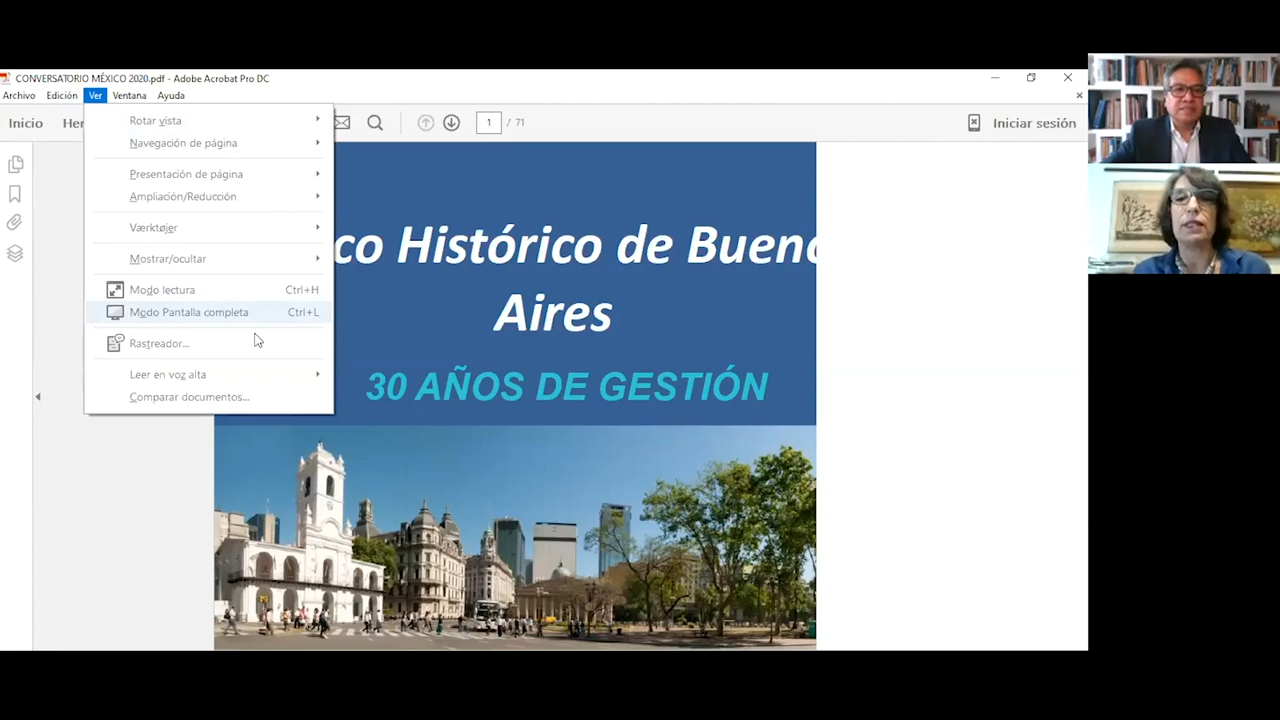 CONVERSATORIO MÉXICO 2020.pdf - Adobe Acrobat Pro DC
Archivo Edición Ver Ventana Ayuda
Inicio Her 1 / 71 Iniciar sesión
Rotar vista
Navegación de página
Presentación de página
Ampliación/Reducción
Værktøjer
Mostrar/ocultar
Modo lectura Ctrl+H
Modo Pantalla completa Ctrl+L
Rastreador...
Leer en voz alta
Comparar documentos...
co Histórico de Bueno
Aires
30 AÑOS DE GESTIÓN